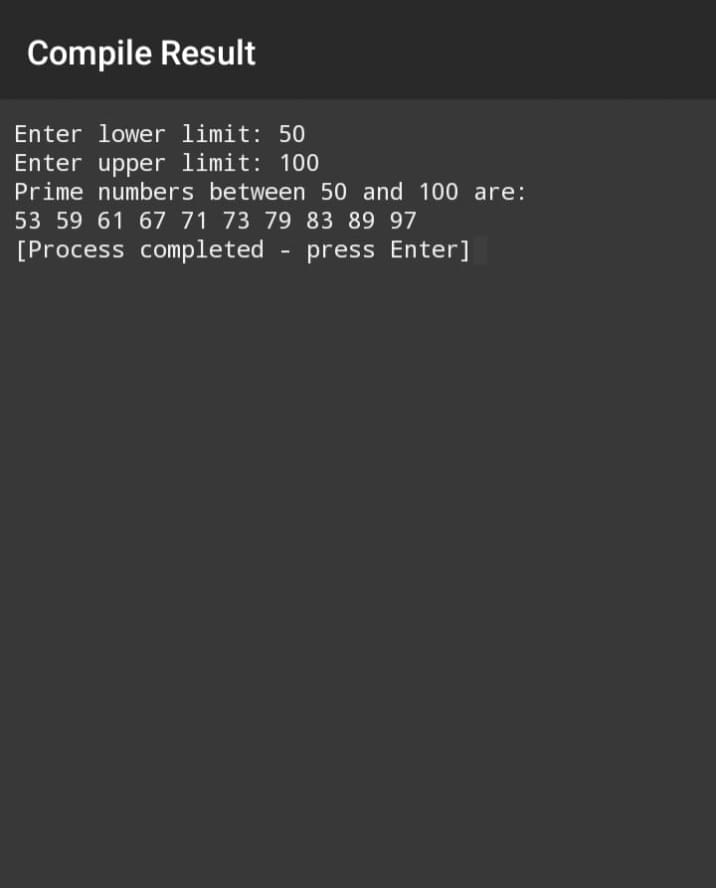 Compile Result
Enter lower limit: 50
Enter upper limit: 100
Prime numbers between 50 and 100 are:
53 59 61 67 71 73 79 83 89 97
[Process completed - press Enter]